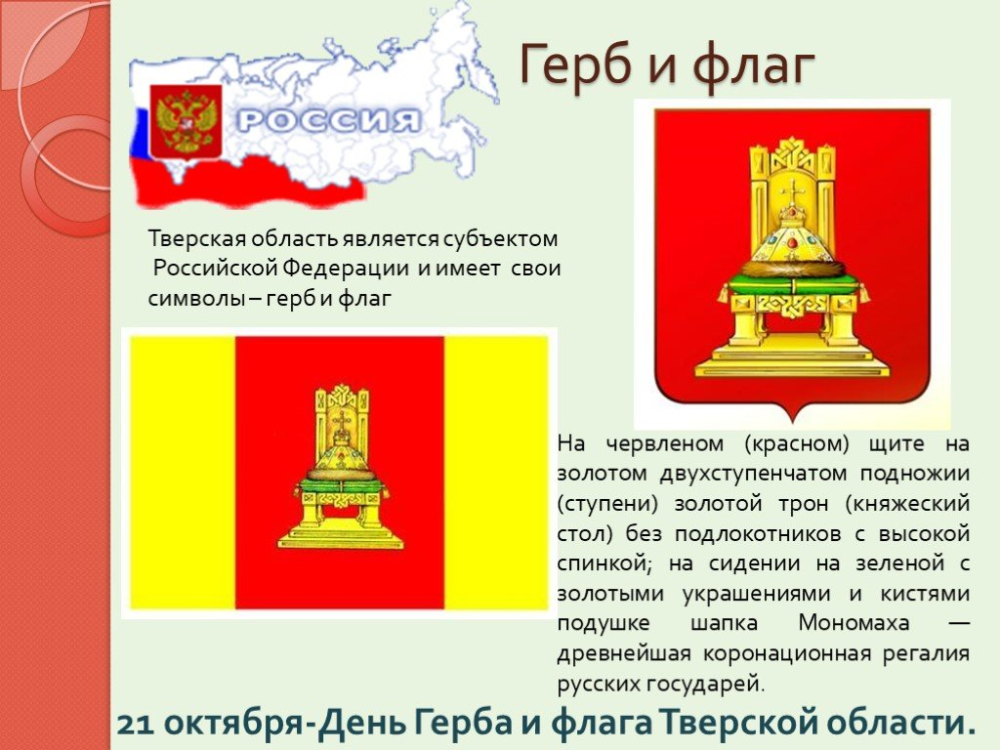 Герб и флаг
РОССИЯ
Тверская область является субъектом
Российской Федерации и имеет свои
символы – герб и флаг
На червленом (красном) щите на
золотом двухступенчатом подножии
(ступени) золотой трон (княжеский
стол) без подлокотников с высокой
спинкой; на сидении на зеленой с
золотыми украшениями и кистями
подушке шапка Мономаха —
древнейшая коронационная регалия
русских государей.
21 октября-День Герба и флага Тверской области.